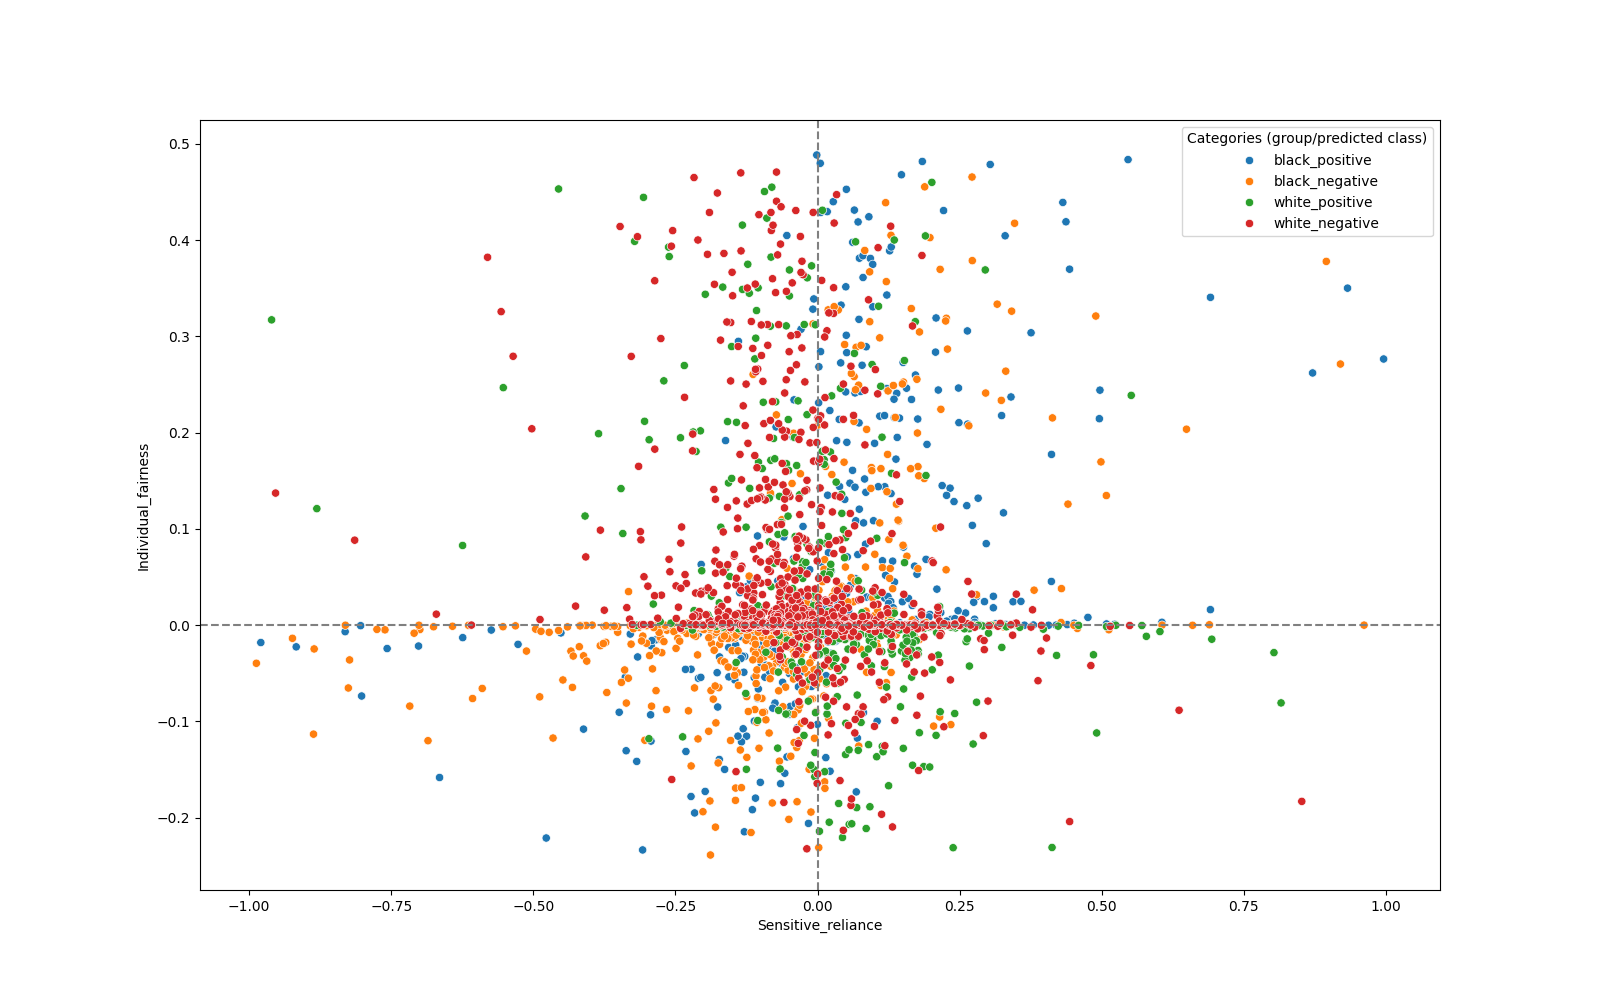 Categories (group/predicted class)
black_positive
black_negative
white_positive
white_negative
0.5
0.4
0.3
0.2
0.1
0.0
−0.1
−0.2
Individual_fairness
−1.00
−0.75
−0.50
−0.25
0.00
0.25
0.50
0.75
1.00
Sensitive_reliance